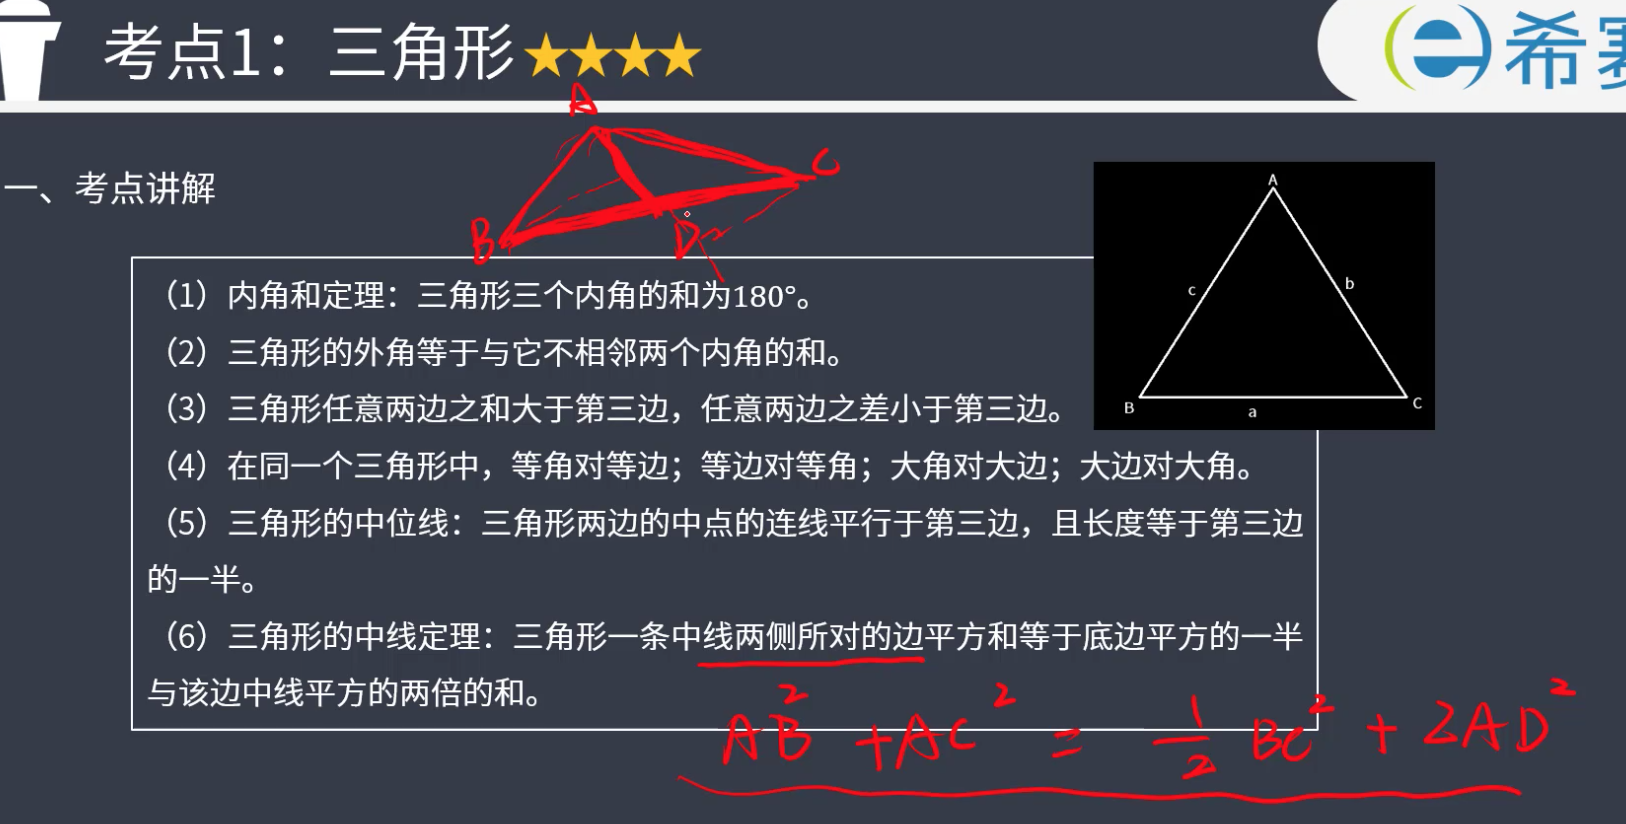 考点1：三角形★★★★
希赛
一、考点讲解
A
B
C
D
A
c
b
B
a
C
（1）内角和定理：三角形三个内角的和为180°。
（2）三角形的外角等于与它不相邻两个内角的和。
（3）三角形任意两边之和大于第三边，任意两边之差小于第三边。
（4）在同一个三角形中，等角对等边；等边对等角；大角对大边；大边对大角。
（5）三角形的中位线：三角形两边的中点的连线平行于第三边，且长度等于第三边
的一半。
（6）三角形的中线定理：三角形一条中线两侧所对的边平方和等于底边平方的一半
与该边中线平方的两倍的和。
AB² + AC² = 1/2 BC² + 2AD²